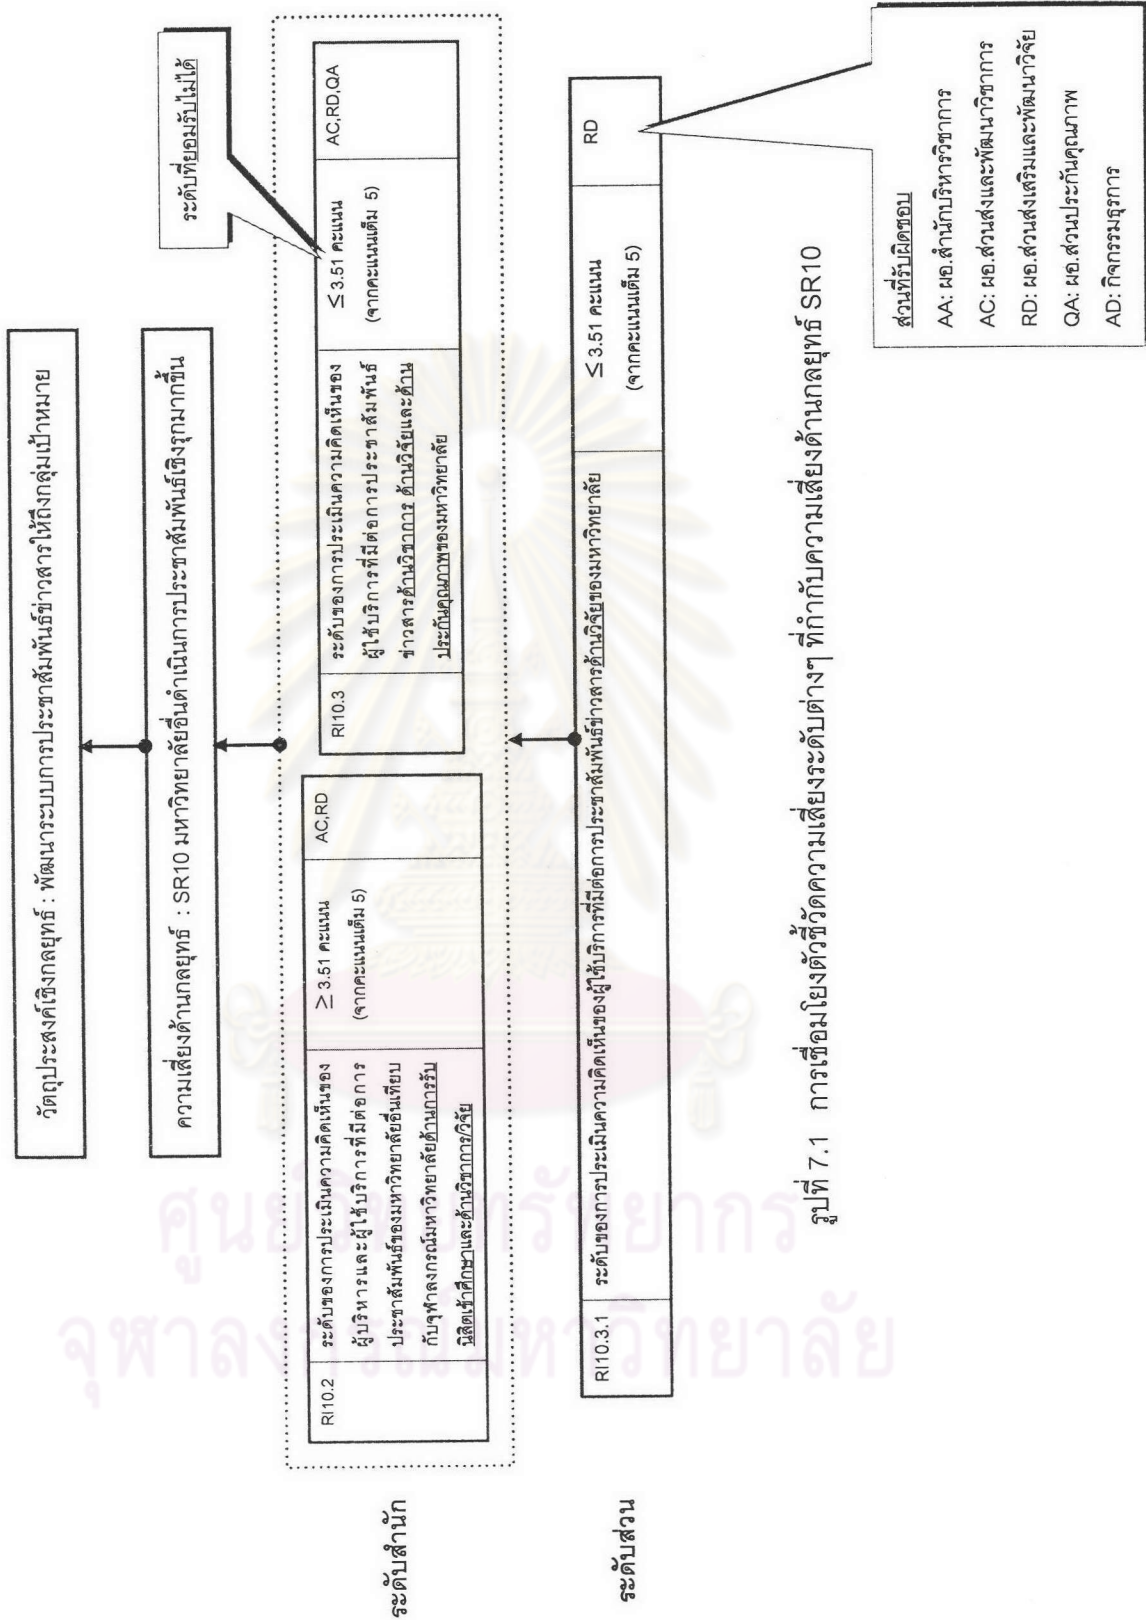 วัตถุประสงค์เชิงกลยุทธ์ : พัฒนาระบบการประชาสัมพันธ์ข่าวสารให้ถึงกลุ่มเป้าหมาย
ความเสี่ยงด้านกลยุทธ์ : SR10 มหาวิทยาลัยอื่นดำเนินการประชาสัมพันธ์เชิงรุกมากขึ้น
ระดับที่ยอมรับไม่ได้
ระดับสำนัก
RI10.2
ระดับของการประเมินความคิดเห็นของ
ผู้บริหารและผู้ใช้บริการที่มีต่อการ
ประชาสัมพันธ์ของมหาวิทยาลัยอื่นเทียบ
กับจุฬาลงกรณ์มหาวิทยาลัยด้านการรับ
นิสิตเข้าศึกษาและด้านวิชาการ/วิจัย
≥ 3.51 คะแนน
(จากคะแนนเต็ม 5)
AC,RD
RI10.3
ระดับของการประเมินความคิดเห็นของ
ผู้ใช้บริการที่มีต่อการประชาสัมพันธ์
ข่าวสารด้านวิชาการ ด้านวิจัยและด้าน
ประกันคุณภาพของมหาวิทยาลัย
≤ 3.51 คะแนน
(จากคะแนนเต็ม 5)
AC,RD,QA
ระดับส่วน
RI10.3.1
ระดับของการประเมินความคิดเห็นของผู้ใช้บริการที่มีต่อการประชาสัมพันธ์ข่าวสารด้านวิจัยของมหาวิทยาลัย
≤ 3.51 คะแนน
(จากคะแนนเต็ม 5)
RD
รูปที่ 7.1 การเชื่อมโยงตัวชี้วัดความเสี่ยงระดับต่างๆ ที่กำกับความเสี่ยงด้านกลยุทธ์ SR10
ส่วนที่รับผิดชอบ
AA: ผอ.สำนักบริหารวิชาการ
AC: ผอ.ส่วนส่งและพัฒนาวิชาการ
RD: ผอ.ส่วนส่งเสริมและพัฒนาวิจัย
QA: ผอ.ส่วนประกันคุณภาพ
AD: กิจกรรมธุรการ
ศูนย์วิทยทรัพยากร
จุฬาลงกรณ์มหาวิทยาลัย